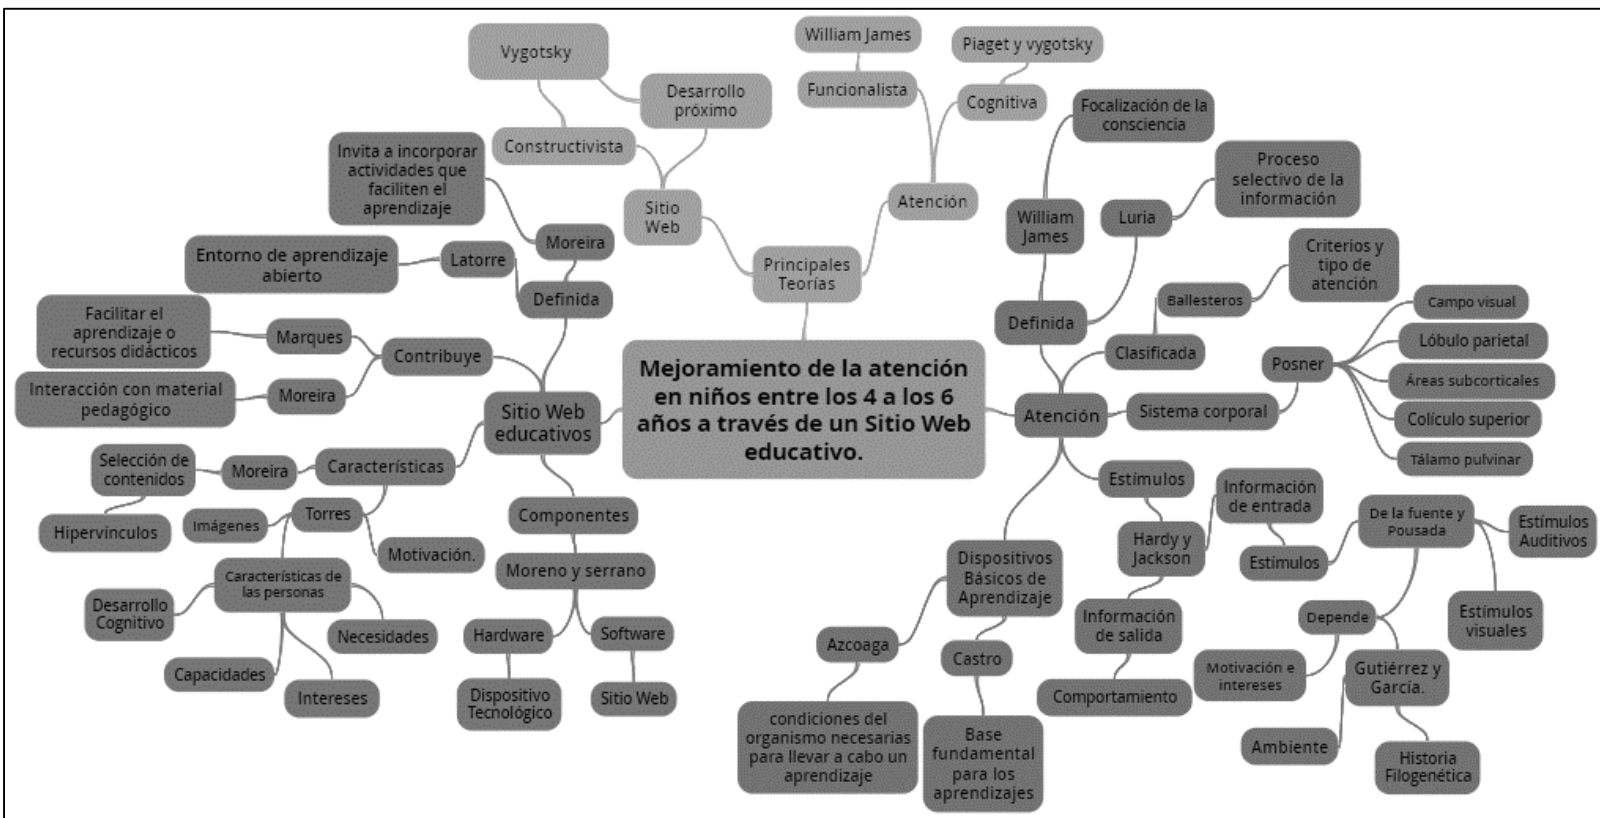 Vygotsky
Desarrollo
próximo
Constructivista
Sitio
Web
William James
Funcionalista
Piaget y vygotsky
Cognitiva
Atención
Principales
Teorías
Mejoramiento de la atención
en niños entre los 4 a los 6
años a través de un Sitio Web
educativo.
Sitio Web
educativos
Definida
Moreira
Invita a incorporar
actividades que
faciliten el
aprendizaje
Latorre
Entorno de aprendizaje
abierto
Contribuye
Marques
Facilitar el
aprendizaje o
recursos didácticos
Moreira
Interacción con material
pedagógico
Características
Moreira
Selección de
contenidos
Hipervínculos
Torres
Imágenes
Motivación.
Características de
las personas
Desarrollo
Cognitivo
Capacidades
Intereses
Necesidades
Componentes
Moreno y serrano
Hardware
Dispositivo
Tecnológico
Software
Sitio Web
Atención
Definida
William
James
Focalización de la
consciencia
Luria
Proceso
selectivo de la
información
Clasificada
Ballesteros
Criterios y
tipo de
atención
Sistema corporal
Posner
Campo visual
Lóbulo parietal
Áreas subcorticales
Colículo superior
Tálamo pulvinar
Estímulos
Hardy y
Jackson
Información
de entrada
Estímulos
De la fuente y
Pousada
Estímulos
Auditivos
Estímulos
visuales
Depende
Motivación e
intereses
Gutiérrez y
García.
Ambiente
Historia
Filogenética
Información
de salida
Comportamiento
Dispositivos
Básicos de
Aprendizaje
Azcoaga
condiciones del
organismo necesarias
para llevar a cabo un
aprendizaje
Castro
Base
fundamental
para los
aprendizajes